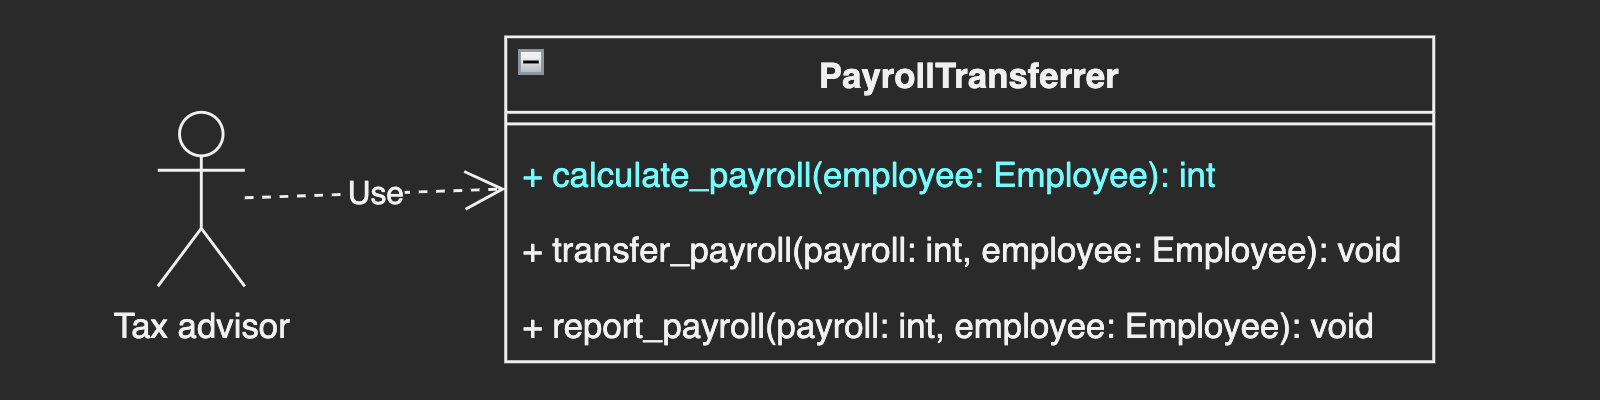 PayrollTransferrer
+ calculate_payroll(employee: Employee): int
Use
+ transfer_payroll(payroll: int, employee: Employee): void
Tax advisor
+ report_payroll(payroll: int, employee: Employee): void